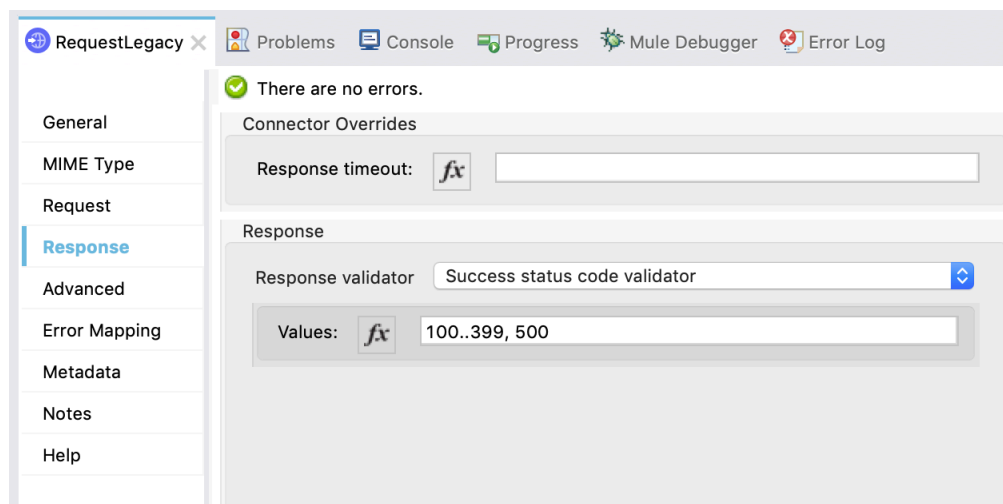 RequestLegacy Problems Console Progress Mule Debugger Error Log
There are no errors.
General
MIME Type
Request
Response
Advanced
Error Mapping
Metadata
Notes
Help
Connector Overrides
Response timeout: fx
Response
Response validator Success status code validator
Values: fx 100..399, 500